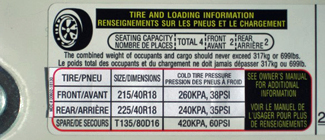 TIRE AND LOADING INFORMATION
RENSEIGNEMENTS SUR LES PNEUS ET LE CHARGEMENT
SEATING CAPACITY TOTAL 4 FRONT 2 REAR 2
NOMBRE DE PLACES AVANT ARRIÈRE
The combined weight of occupants and cargo should never exceed 317kg or 699lbs.
Le poids total des occupants et du chargement ne doit jamais dépasser 317kg ou 699lb.
TIRE/PNEU SIZE/DIMENSIONS COLD TIRE PRESSURE
PRESSION DES PNEUS À FROID
FRONT/AVANT 215/40R18 260KPA, 38PSI
REAR/ARRIÈRE 225/40R18 240KPA, 35PSI
SPARE/DE SECOURS T135/80D16 420KPA, 60PSI
SEE OWNER'S MANUAL
FOR ADDITIONAL
INFORMATION
VOIR LE MANUEL DE
L'USAGER POUR PLUS DE
RENSEIGNEMENTS
2